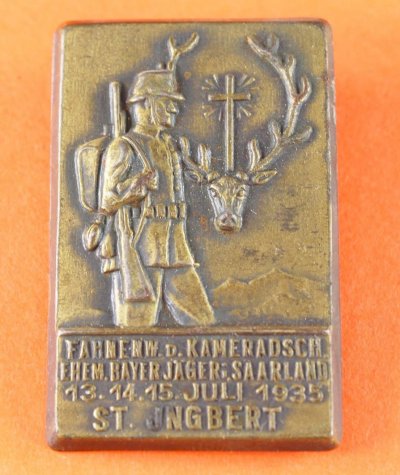 FAHNENW. D. KAMERADSCH.
EHEM. BAYER. JÄGER i. SAARLAND
13. 14. 15. JULI 1935
ST. JNGBERT